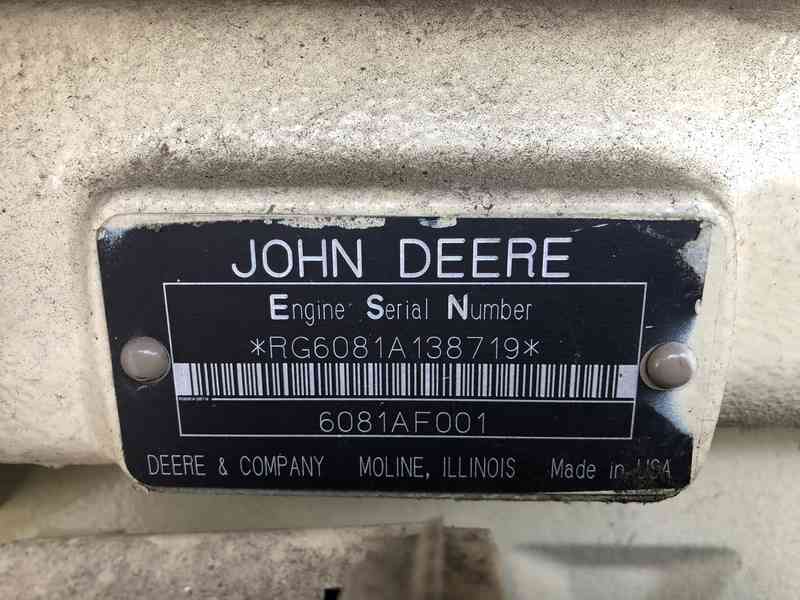 JOHN DEERE
Engine Serial Number
*RG6081A138719*
6081AF001
DEERE & COMPANY MOLINE, ILLINOIS Made in USA